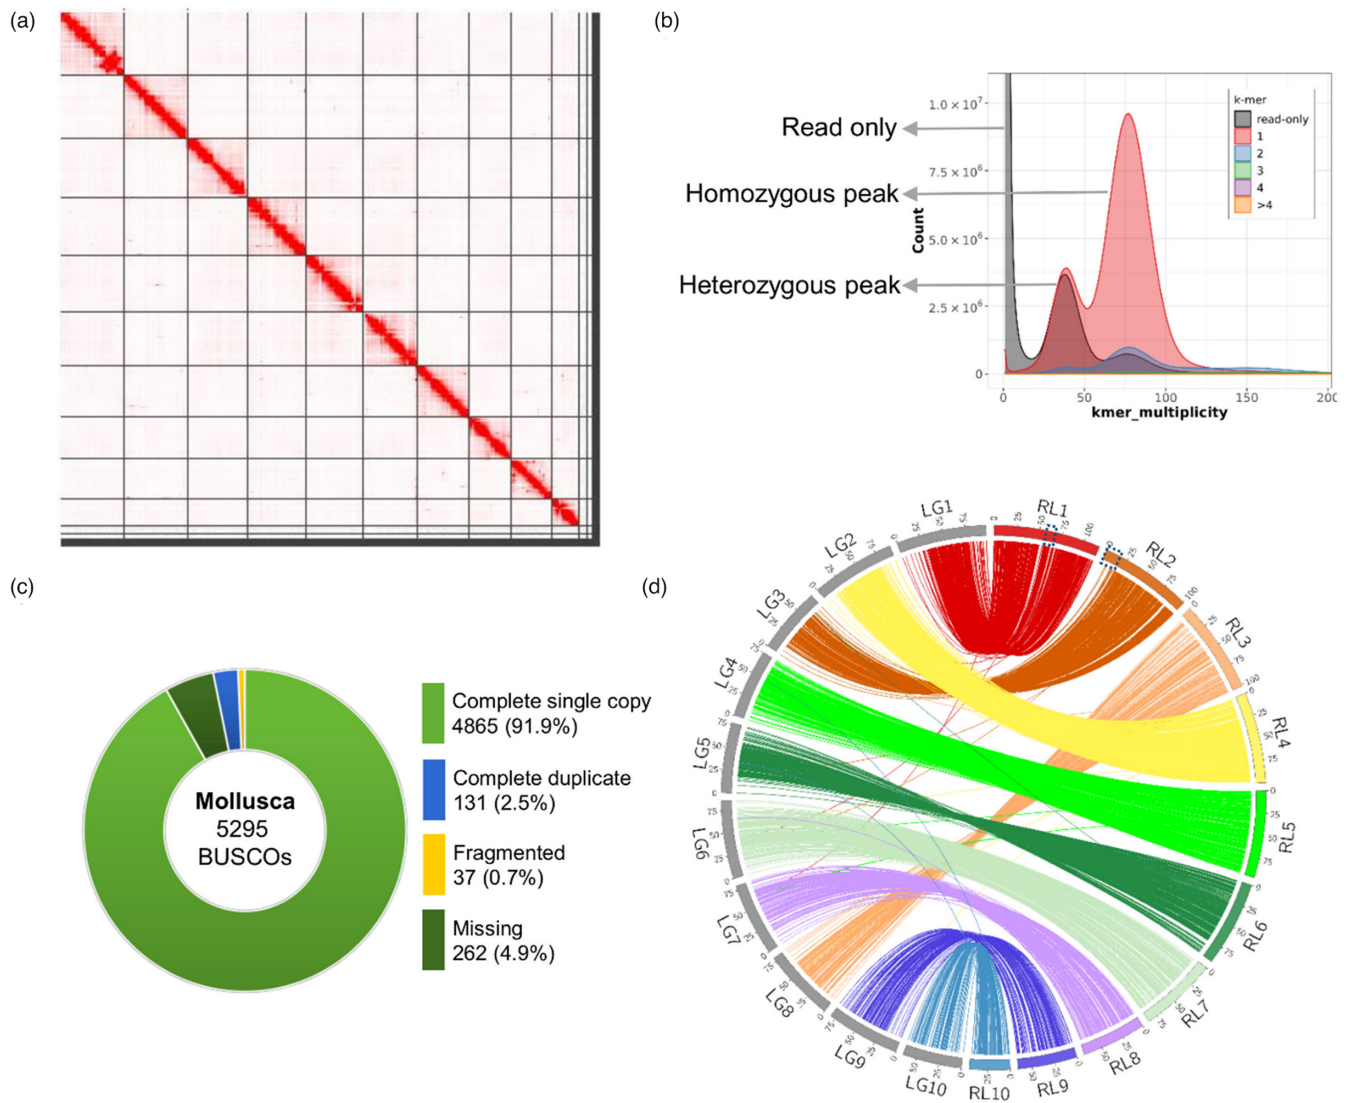 (a)
(b)
Read only
Homozygous peak
Heterozygous peak
Count
1.0 × 10⁷
7.5 × 10⁶
5.0 × 10⁶
2.5 × 10⁶
0
0
50
100
150
200
kmer_multiplicity
k-mer
read-only
1
2
3
4
>4
(c)
Mollusca
5295
BUSCOs
Complete single copy
4865 (91.9%)
Complete duplicate
131 (2.5%)
Fragmented
37 (0.7%)
Missing
262 (4.9%)
(d)
LG1
LG2
LG3
LG4
LG5
LG6
LG7
LG8
LG9
LG10
RL1
RL2
RL3
RL4
RL5
RL6
RL7
RL8
RL9
RL10